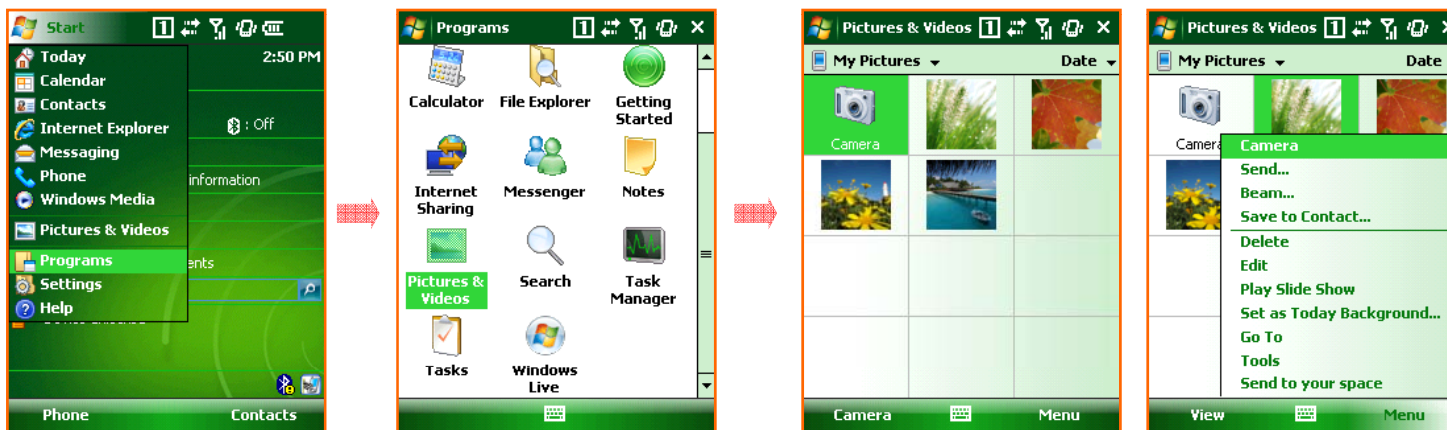 Start 1
Today 2:50 PM
Calendar
Contacts
Internet Explorer : Off
Messaging
Phone information
Windows Media
Pictures & Videos
Programs ents
Settings
Help
Phone Contacts
Programs 1
Calculator File Explorer Getting Started
Internet Sharing Messenger Notes
Pictures & Videos Search Task Manager
Tasks Windows Live
Pictures & Videos 1
My Pictures Date
Camera
Camera Menu
Pictures & Videos 1
My Pictures Date
Camera
Camera
Send...
Beam...
Save to Contact...
Delete
Edit
Play Slide Show
Set as Today Background...
Go To
Tools
Send to your space
View Menu